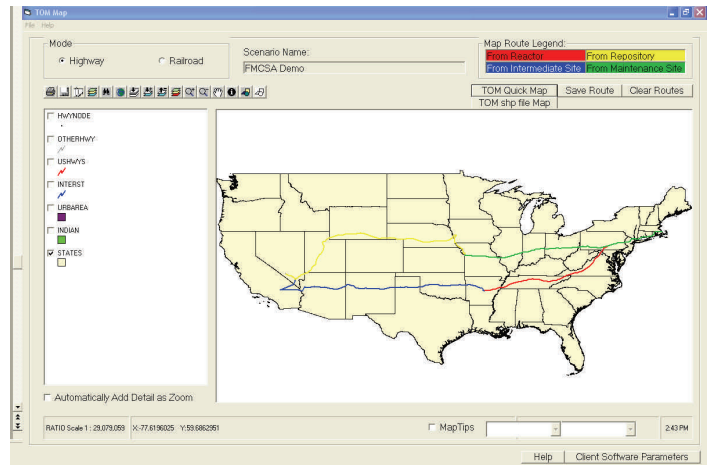 TOM Map
File Help
Mode
Highway Railroad
Scenario Name:
FMCSA Demo
Map Route Legend:
From Reactor From Repository
From Intermediate Site From Maintenance Site
TOM Quick Map Save Route Clear Routes
TOM shp file Map
HWYNODE
OTHERHWY
USHWYS
INTERST
URBAREA
INDIAN
STATES
Automatically Add Detail as Zoom
RATIO Scale 1 : 29,079,059 X:-77.6196025 Y:59.6862951 MapTips 2:43 PM
Help Client Software Parameters